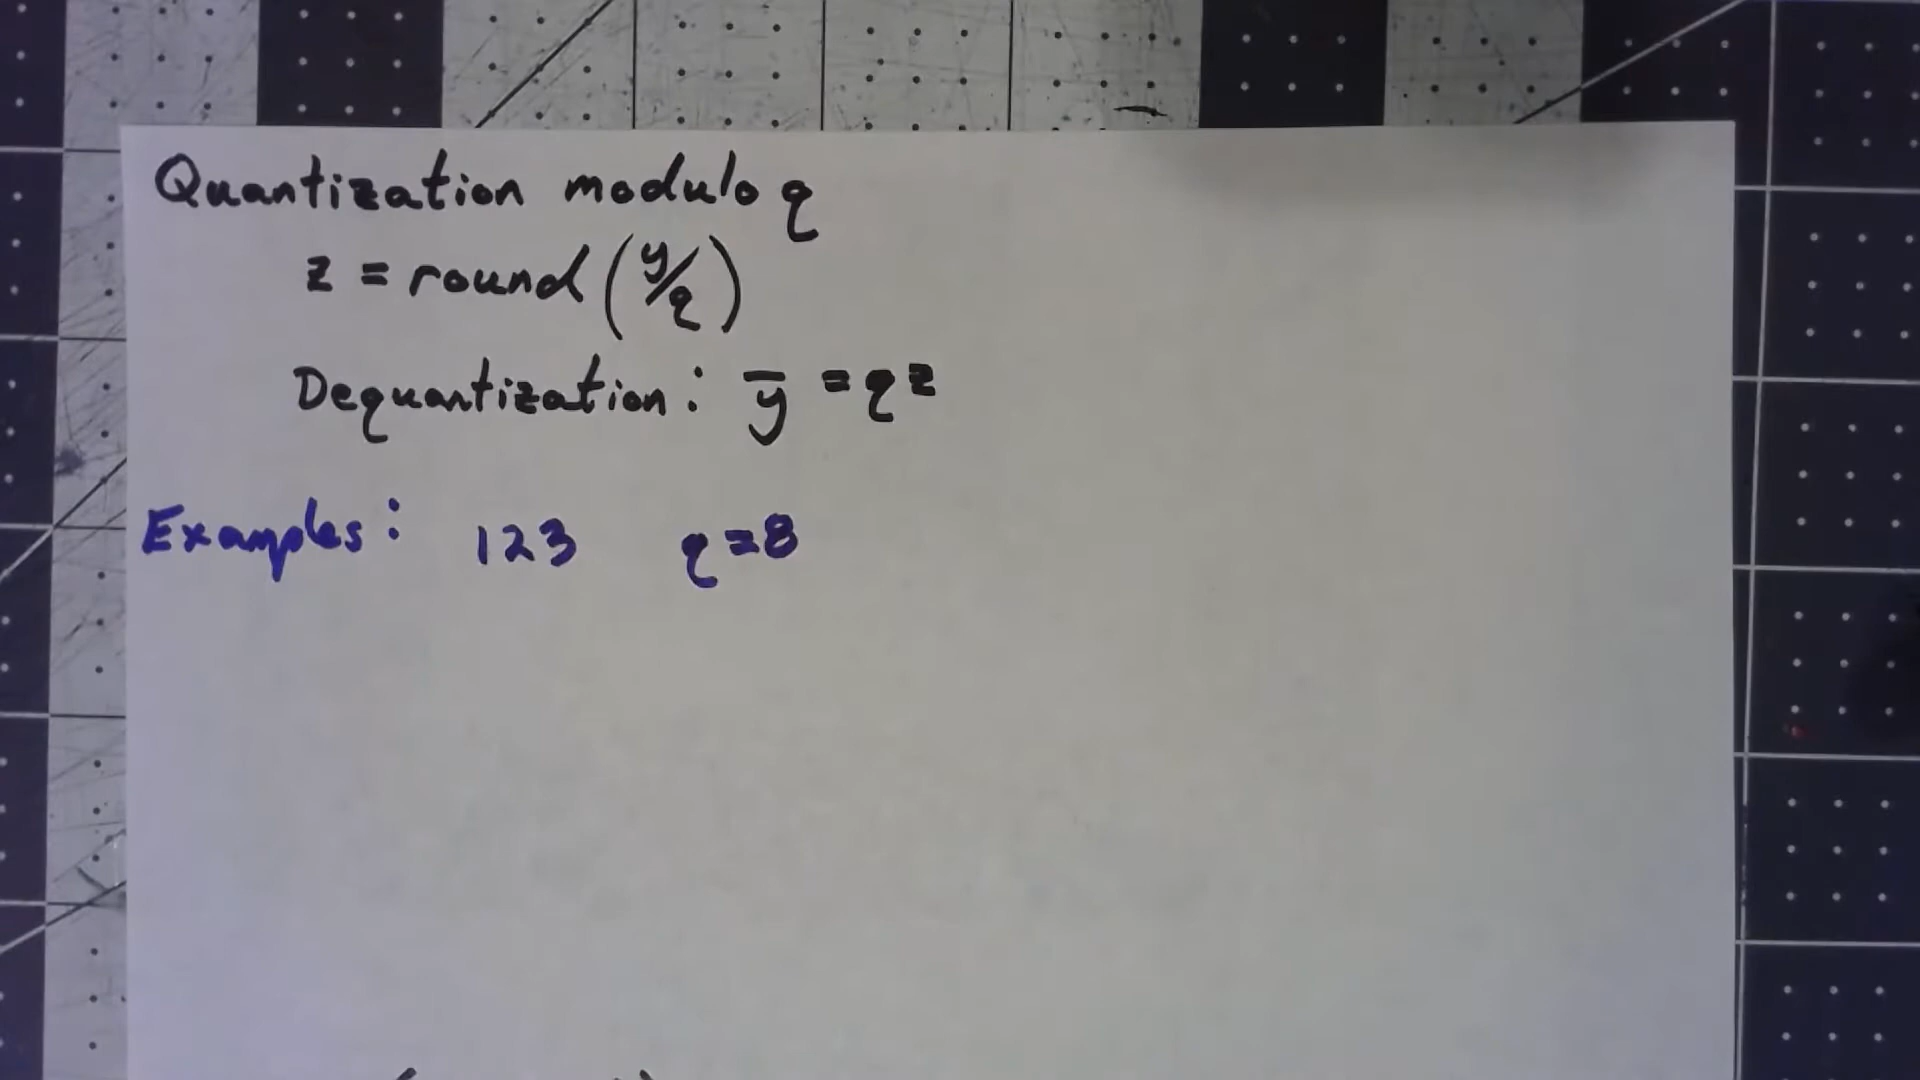 Quantization modulo q
z = round (y/q)
Dequantization: ȳ = qz
Examples: 123 q=8